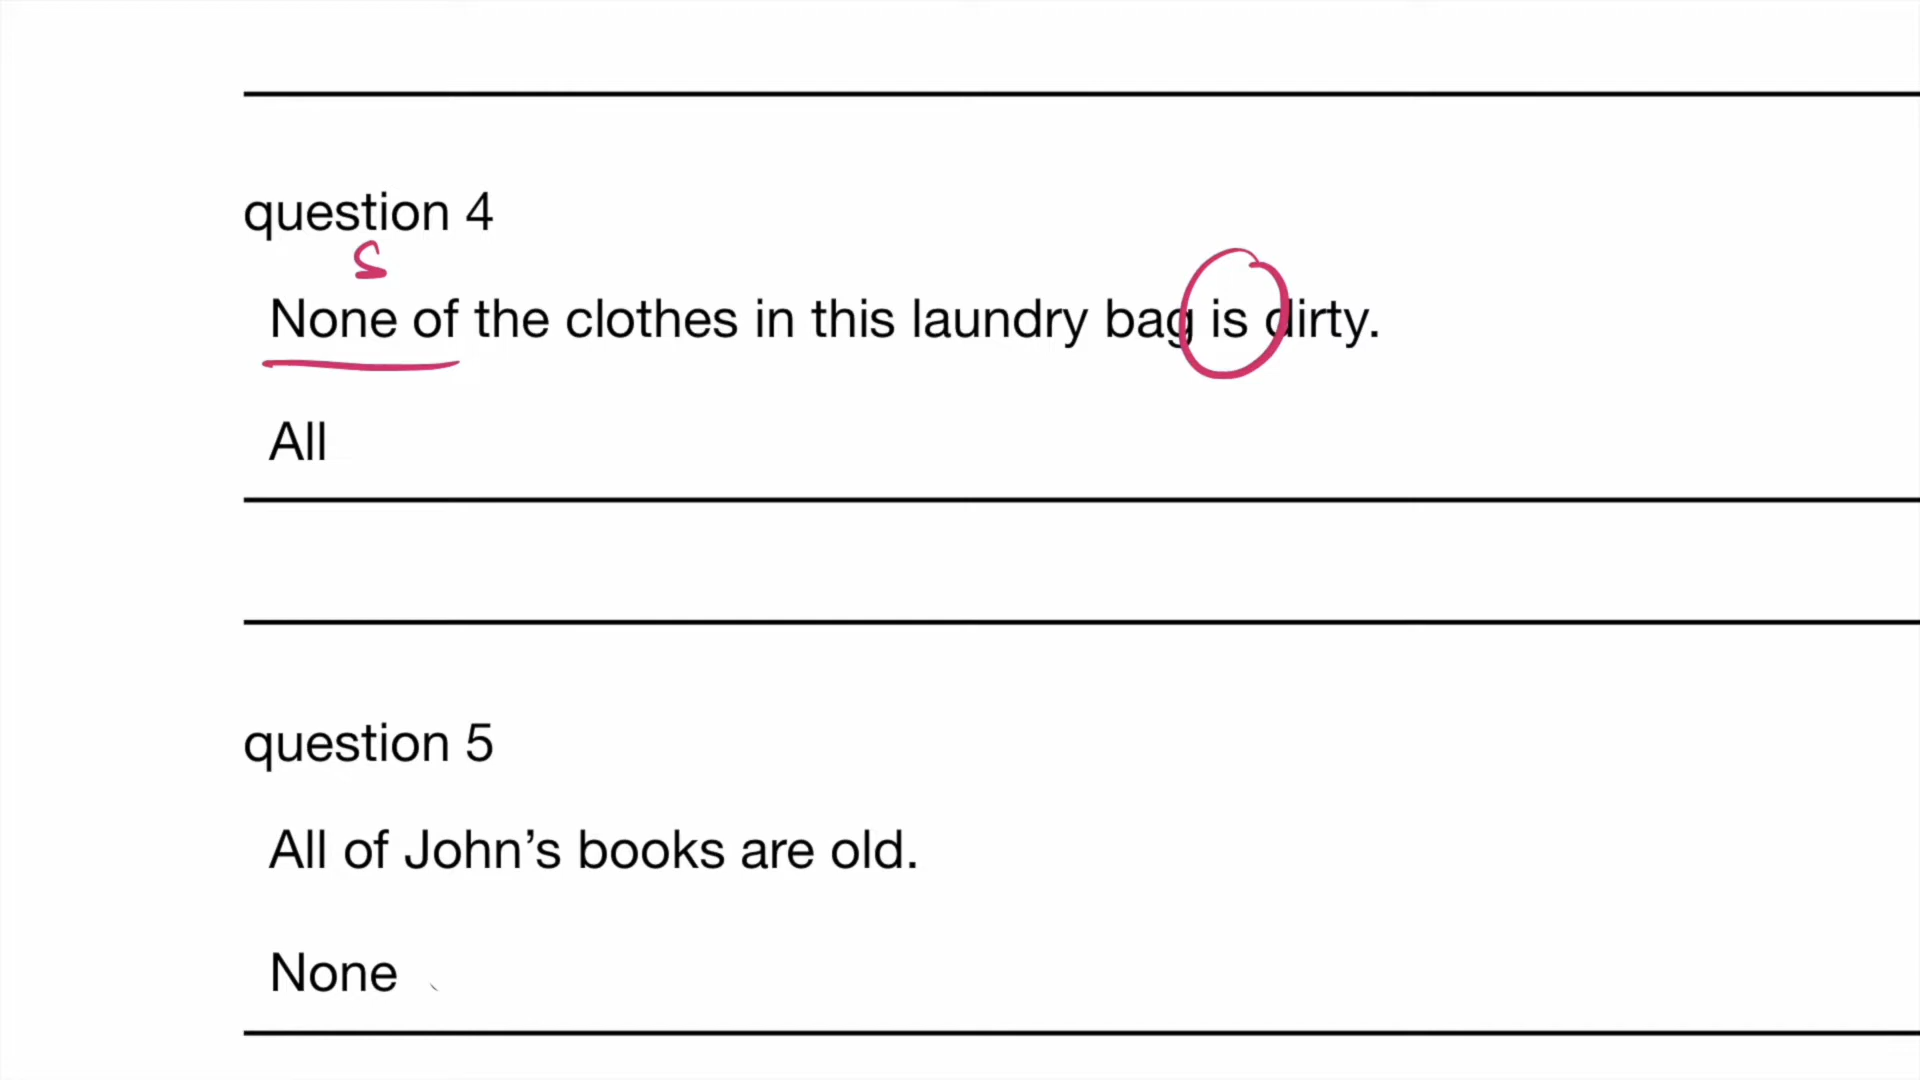 question 4
S
None of the clothes in this laundry bag is dirty.
All
question 5
All of John’s books are old.
None